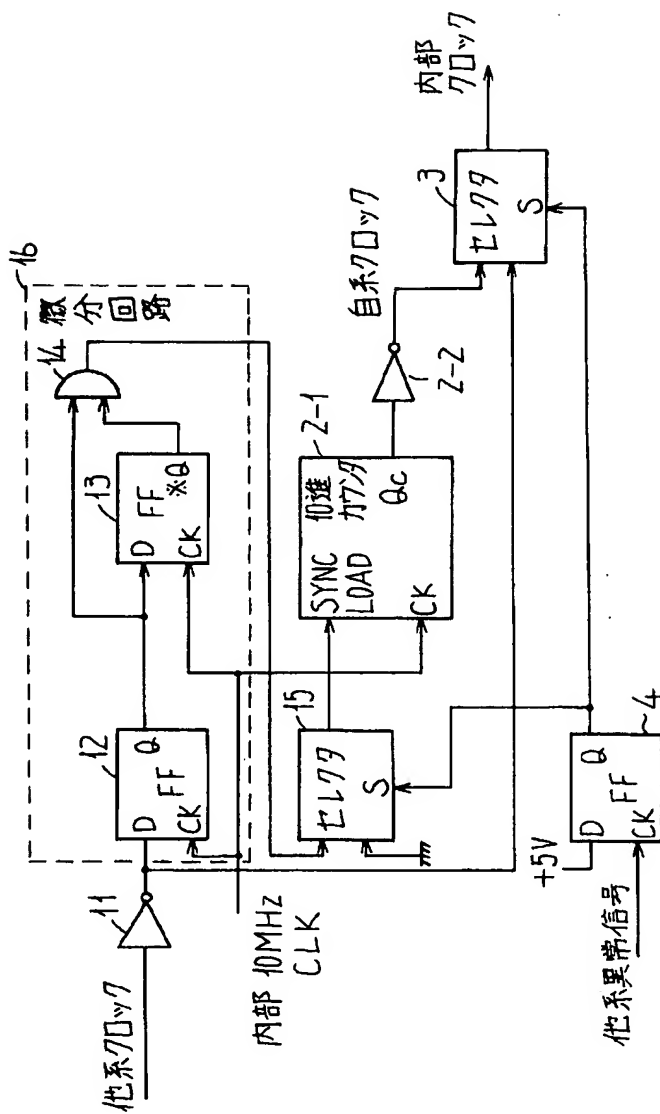 16
微分回路
14
13
D
FF
※Q
CK
12
D
Q
FF
CK
11
他系クロック
内部 10MHz
CLK
15
セレクタ
S
2-1
SYNC
LOAD
10進
カウンタ
Qc
CK
2-2
自系クロック
3
セレクタ
S
内部
クロック
+5V
D
Q
FF
CK
4
他系異常信号